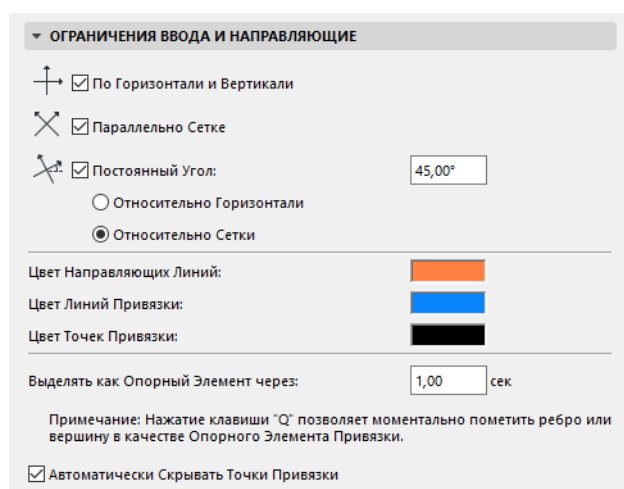 ОГРАНИЧЕНИЯ ВВОДА И НАПРАВЛЯЮЩИЕ
По Горизонтали и Вертикали
Параллельно Сетке
Постоянный Угол: 45,00°
Относительно Горизонтали
Относительно Сетки
Цвет Направляющих Линий:
Цвет Линий Привязки:
Цвет Точек Привязки:
Выделять как Опорный Элемент через: 1,00 сек
Примечание: Нажатие клавиши "Q" позволяет моментально пометить ребро или
вершину в качестве Опорного Элемента Привязки.
Автоматически Скрывать Точки Привязки